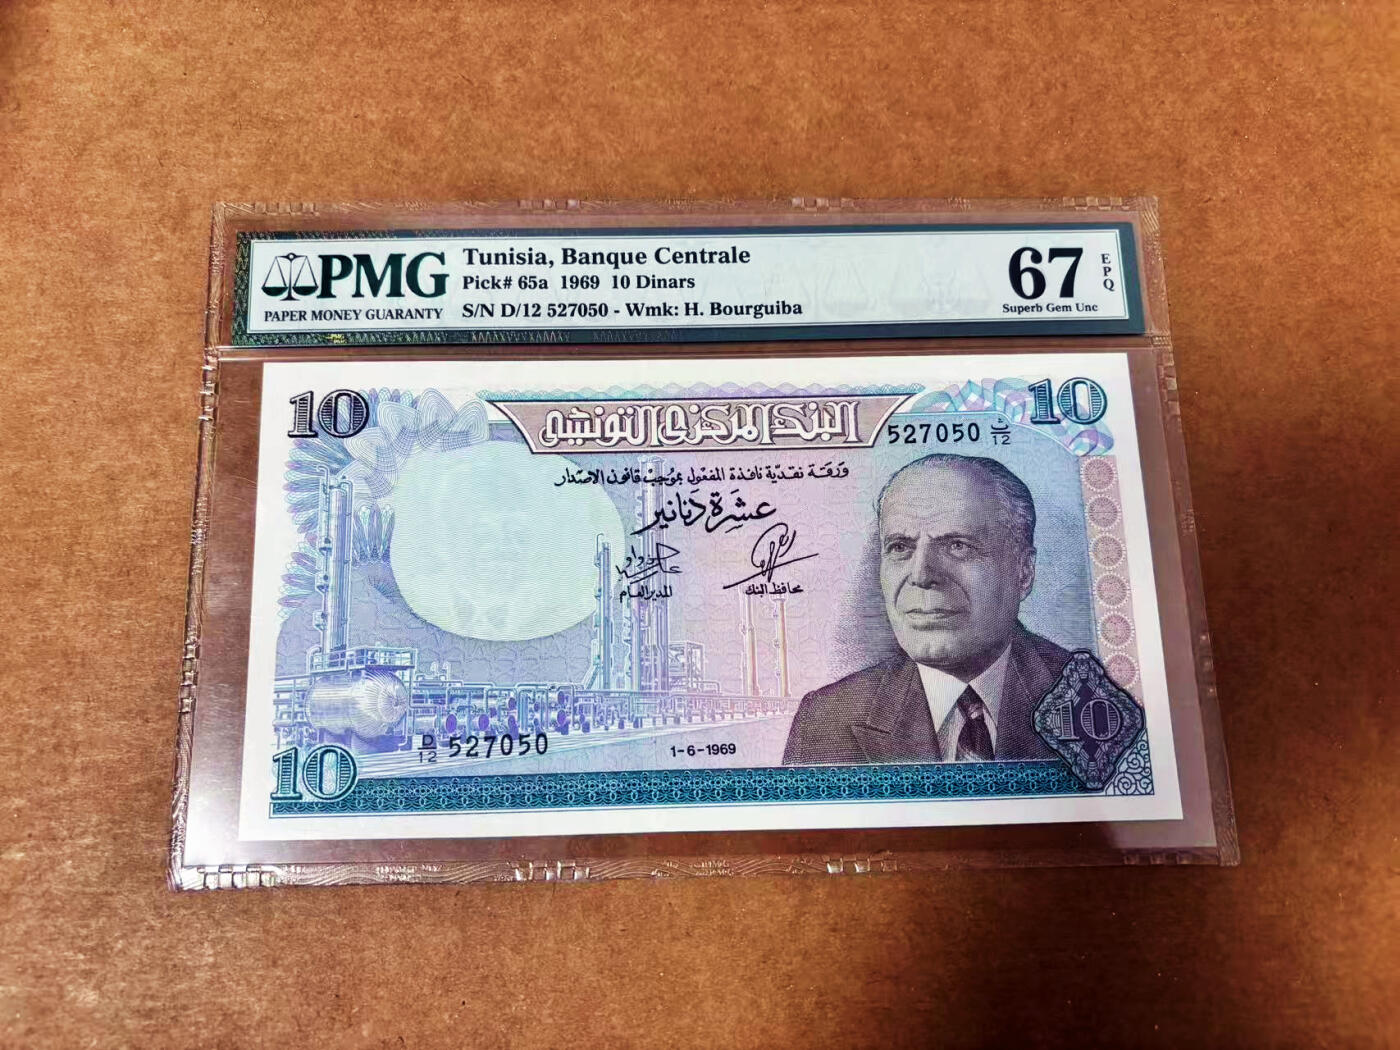 PMG
PAPER MONEY GUARANTY
Tunisia, Banque Centrale
Pick# 65a 1969 10 Dinars
S/N D/12 527050 - Wmk: H. Bourguiba
67
EPQ
Superb Gem Unc
10
البنك المركزي التونسي
10
527050 ث/12
ورقة نقدية نافذة المفعول بموجب قانون الاصدار
عشرة دنانير
المدير العام
محافظ البنك
10
D/12 527050
1-6-1969
10